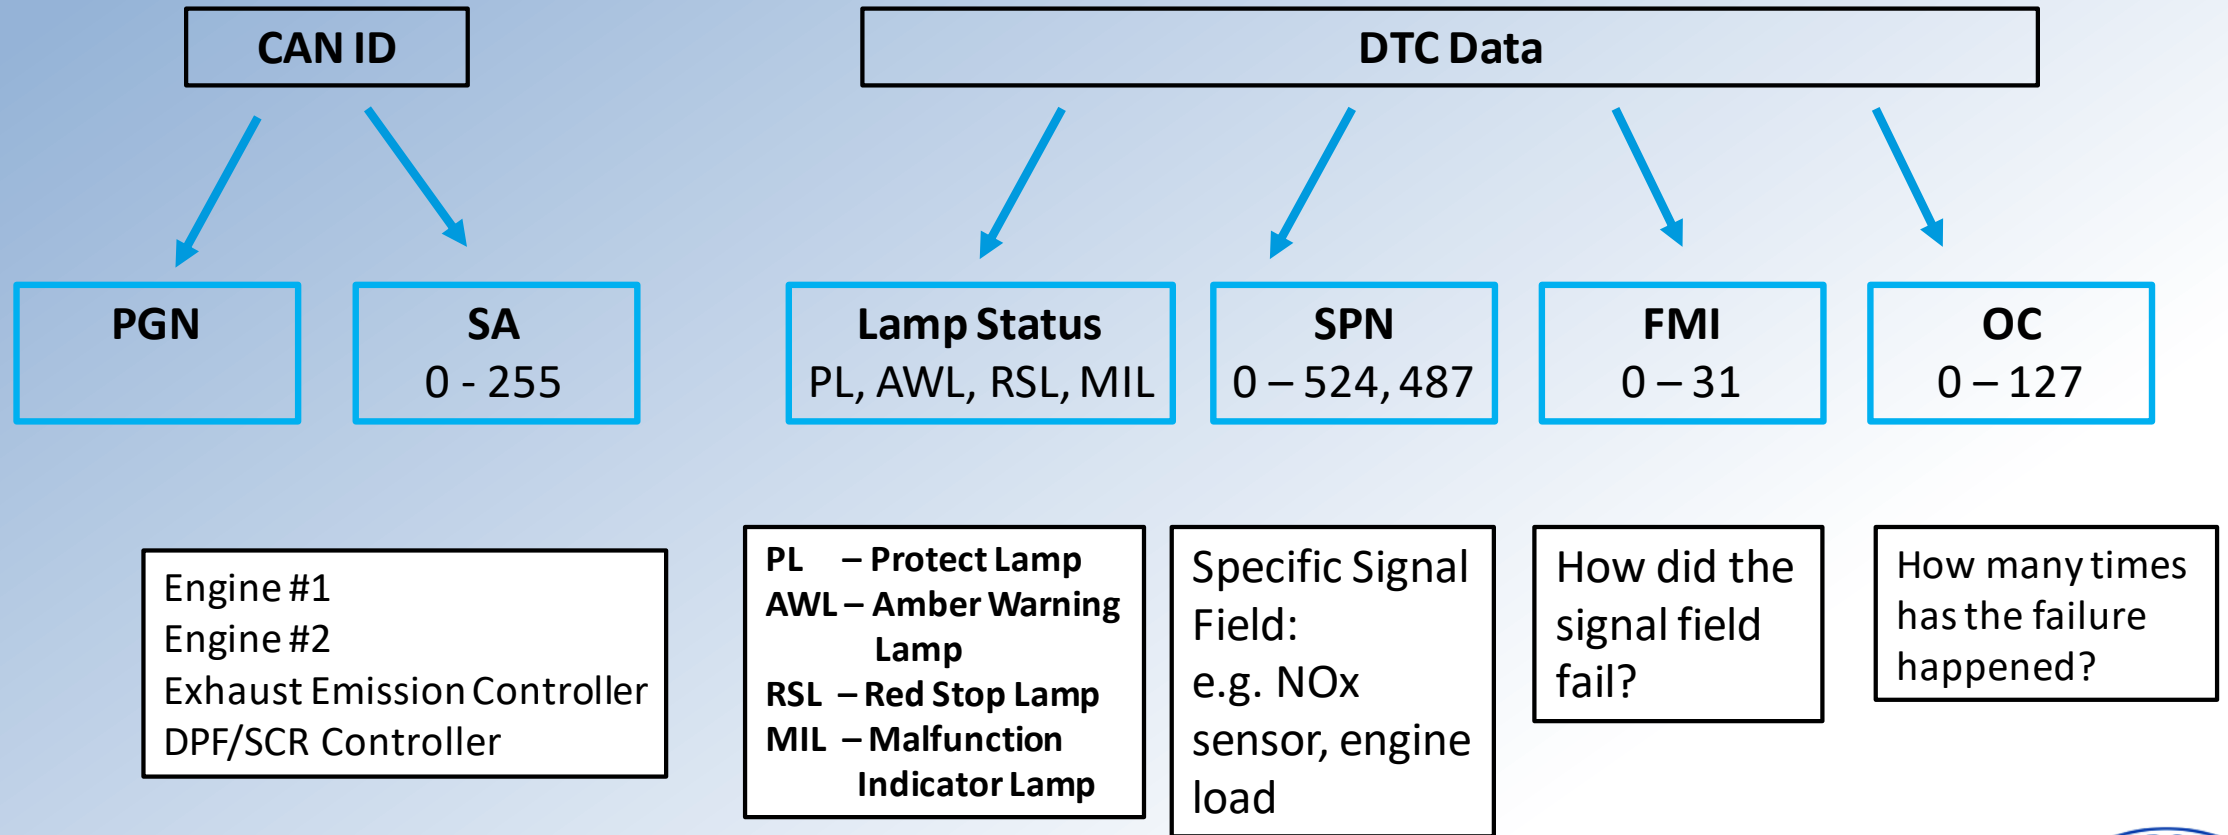 CAN ID
DTC Data
PGN
SA
0 - 255
Lamp Status
PL, AWL, RSL, MIL
SPN
0 – 524, 487
FMI
0 – 31
OC
0 – 127
Engine #1
Engine #2
Exhaust Emission Controller
DPF/SCR Controller
PL – Protect Lamp
AWL – Amber Warning
Lamp
RSL – Red Stop Lamp
MIL – Malfunction
Indicator Lamp
Specific Signal
Field:
e.g. NOx
sensor, engine
load
How did the
signal field
fail?
How many times
has the failure
happened?